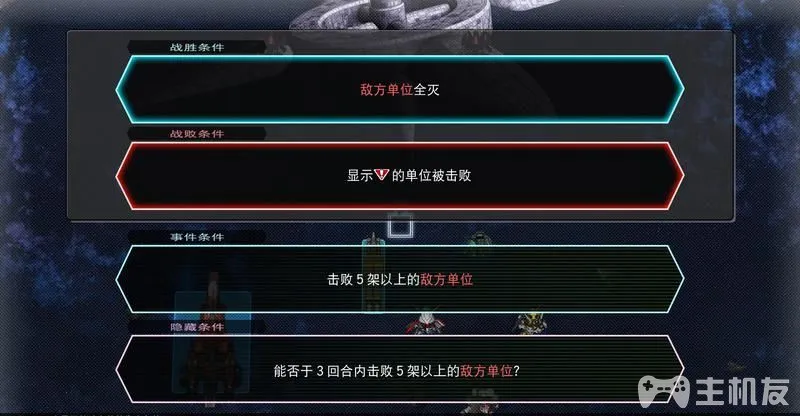 战胜条件
敌方单位全灭
战败条件
显示的单位被击败
事件条件
击败5架以上的敌方单位
隐藏条件
能否于3回合内击败5架以上的敌方单位?
主机友